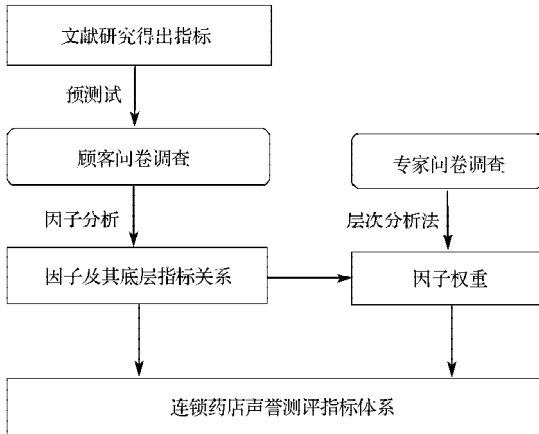 文献研究得出指标
预测试
顾客问卷调查
专家问卷调查
因子分析
层次分析法
因子及其底层指标关系
因子权重
连锁药店声誉测评指标体系